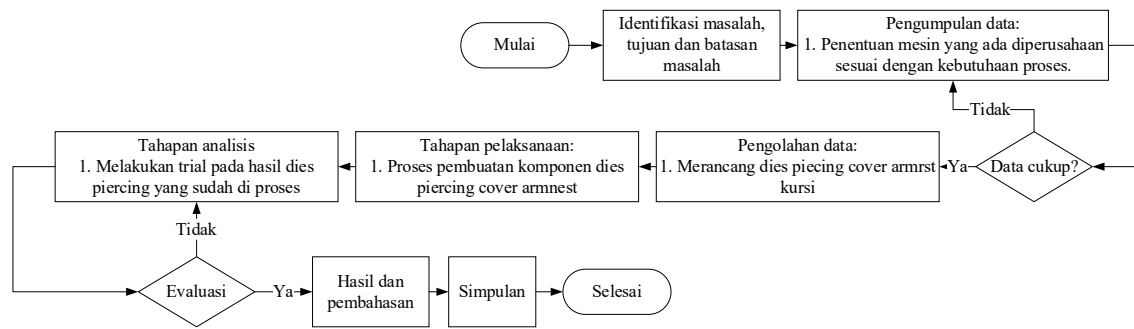 Mulai
Identifikasi masalah,
tujuan dan batasan
masalah
Pengumpulan data:
1. Penentuan mesin yang ada diperusahaan
sesuai dengan kebutuhaan proses.
Tidak
Data cukup?
Ya
Pengolahan data:
1. Merancang dies piecing cover armrst
kursi
Tahapan pelaksanaan:
1. Proses pembuatan komponen dies
piercing cover armnest
Tahapan analisis
1. Melakukan trial pada hasil dies
piercing yang sudah di proses
Tidak
Evaluasi
Ya
Hasil dan
pembahasan
Simpulan
Selesai